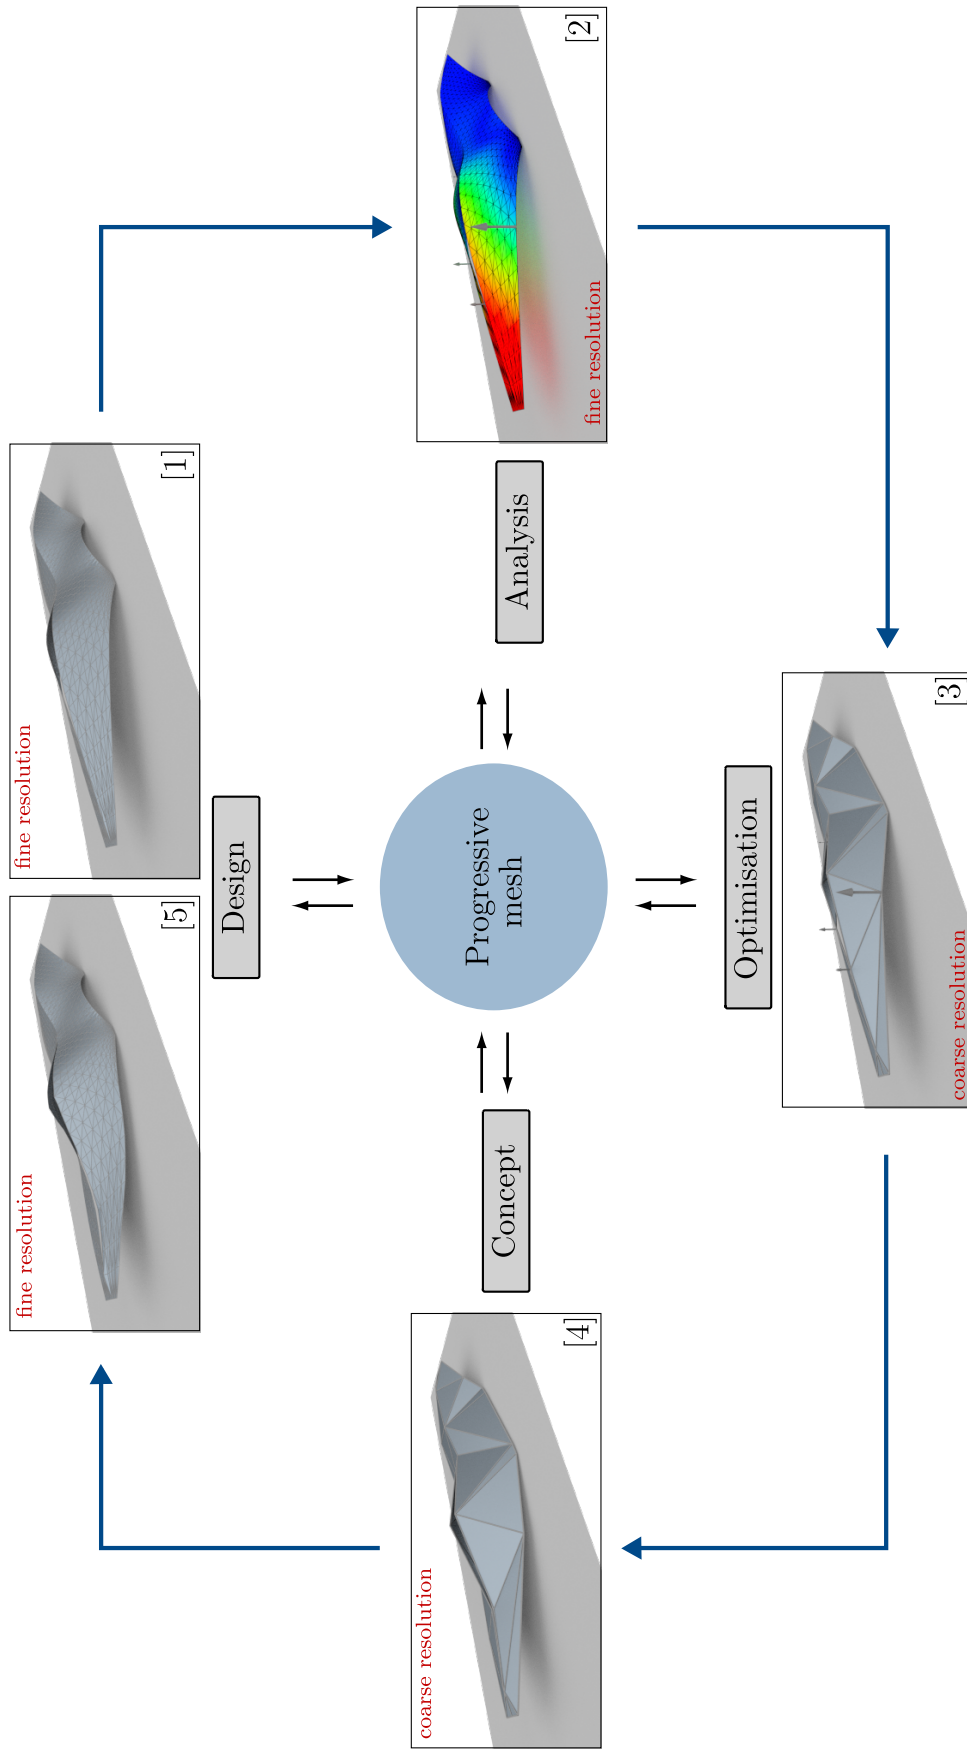 fine resolution
[5]
fine resolution
[1]
Design
coarse resolution
[4]
Concept
Progressive
mesh
Analysis
[2]
fine resolution
Optimisation
[3]
coarse resolution